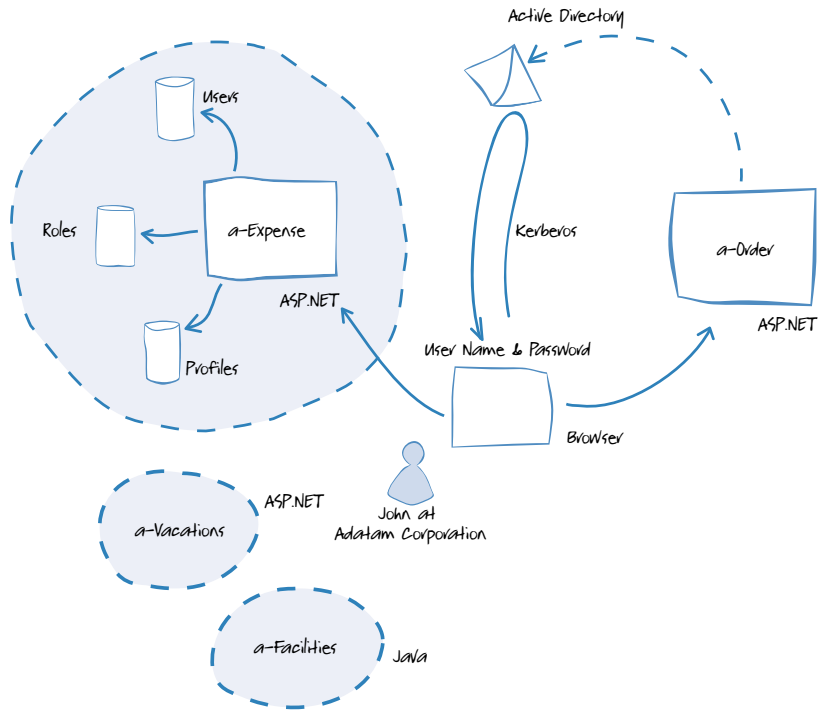 Active Directory
Users
Roles
a-Expense
Kerberos
a-Order
ASP.NET
ASP.NET
User Name & Password
Profiles
Browser
ASP.NET
John at
Adatam Corporation
a-Vacations
a-Facilities
Java